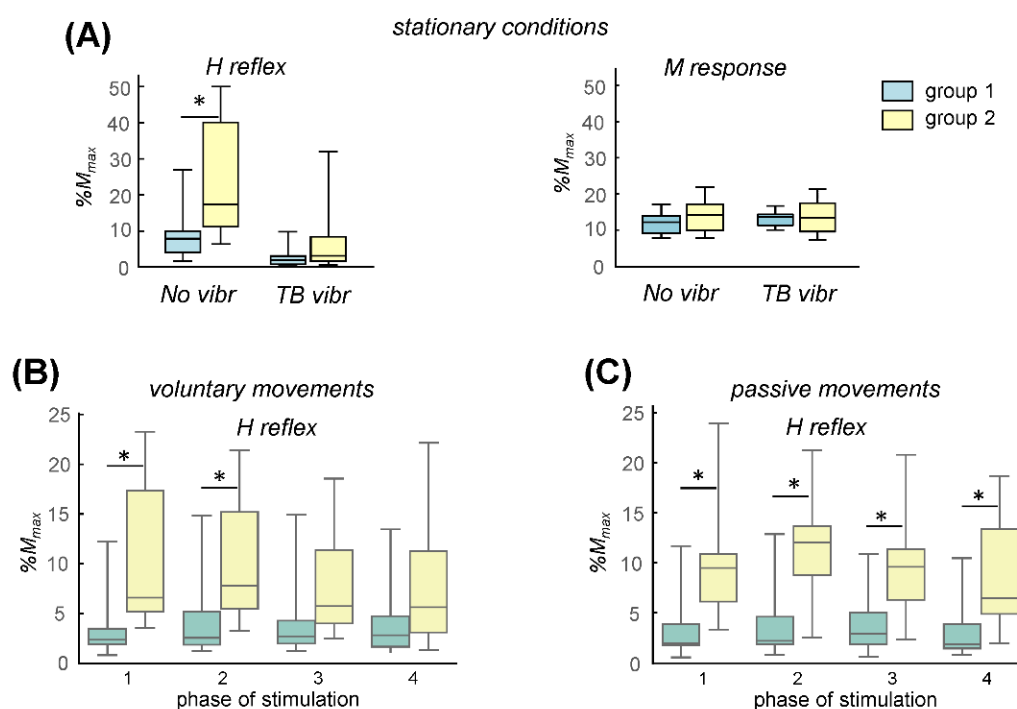 (A)
stationary conditions
H reflex
M response
group 1
group 2
*
%Mmax
50
40
30
20
10
0
No vibr
TB vibr
%Mmax
50
40
30
20
10
0
No vibr
TB vibr
(B)
voluntary movements
H reflex
%Mmax
25
20
15
10
5
0
*
*
1
2
3
4
phase of stimulation
(C)
passive movements
H reflex
%Mmax
25
20
15
10
5
0
*
*
*
*
1
2
3
4
phase of stimulation